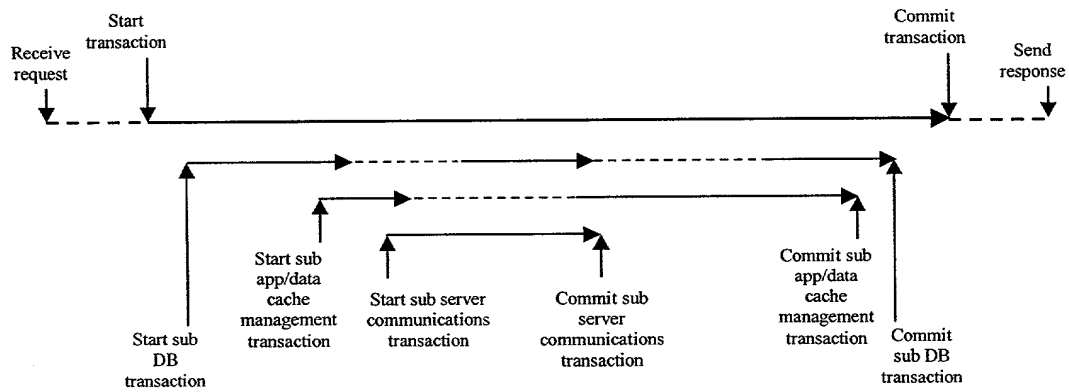 Start
transaction
Commit
transaction
Receive
request
Send
response
Start sub
app/data
cache
management
transaction
Start sub server
communications
transaction
Commit sub
server
communications
transaction
Commit sub
app/data
cache
management
transaction
Start sub
DB
transaction
Commit
sub DB
transaction